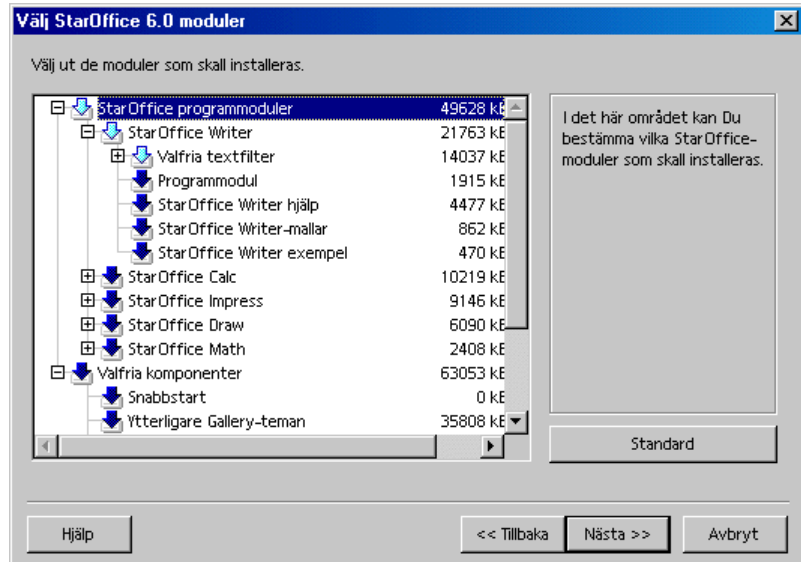 Välj StarOffice 6.0 moduler
Välj ut de moduler som skall installeras.
StarOffice programmoduler 49628 kB
StarOffice Writer 21763 kB
Valfria textfilter 14037 kB
Programmodul 1915 kB
StarOffice Writer hjälp 4477 kB
StarOffice Writer-mallar 862 kB
StarOffice Writer exempel 470 kB
StarOffice Calc 10219 kB
StarOffice Impress 9146 kB
StarOffice Draw 6090 kB
StarOffice Math 2408 kB
Valfria komponenter 63053 kB
Snabbstart 0 kB
Ytterligare Gallery-teman 35808 kB
I det här området kan Du
bestämma vilka StarOffice-
moduler som skall installeras.
Standard
Hjälp << Tillbaka Nästa >> Avbryt